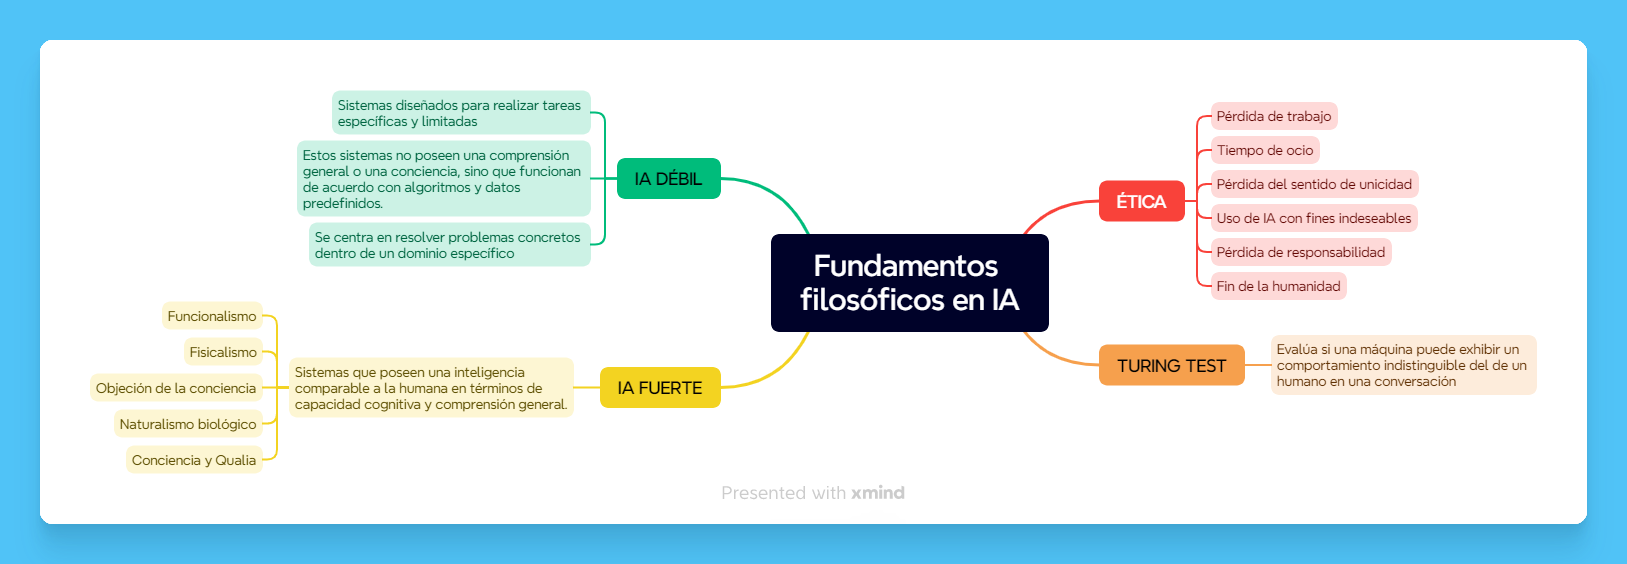 Fundamentos
filosóficos en IA
IA DÉBIL
Sistemas diseñados para realizar tareas
específicas y limitadas
Estos sistemas no poseen una comprensión
general o una conciencia, sino que funcionan
de acuerdo con algoritmos y datos
predefinidos.
Se centra en resolver problemas concretos
dentro de un dominio específico
IA FUERTE
Sistemas que poseen una inteligencia
comparable a la humana en términos de
capacidad cognitiva y comprensión general.
Funcionalismo
Fisicalismo
Objeción de la conciencia
Naturalismo biológico
Conciencia y Qualia
ÉTICA
Pérdida de trabajo
Tiempo de ocio
Pérdida del sentido de unicidad
Uso de IA con fines indeseables
Pérdida de responsabilidad
Fin de la humanidad
TURING TEST
Evalúa si una máquina puede exhibir un
comportamiento indistinguible del de un
humano en una conversación
Presented with xmind